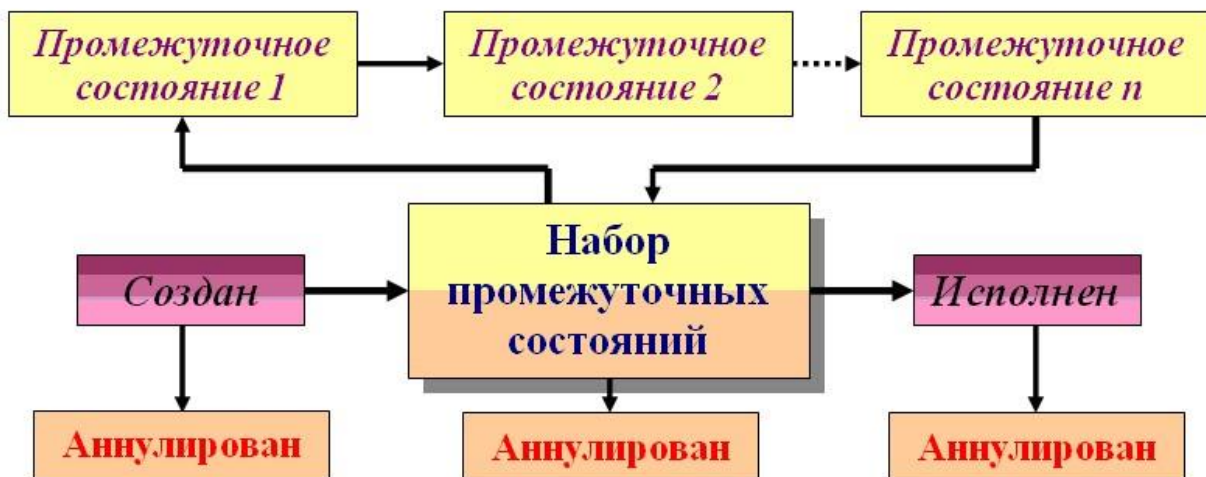 Промежуточное
состояние 1
Промежуточное
состояние 2
Промежуточное
состояние n
Набор
промежуточных
состояний
Создан
Исполнен
Аннулирован
Аннулирован
Аннулирован